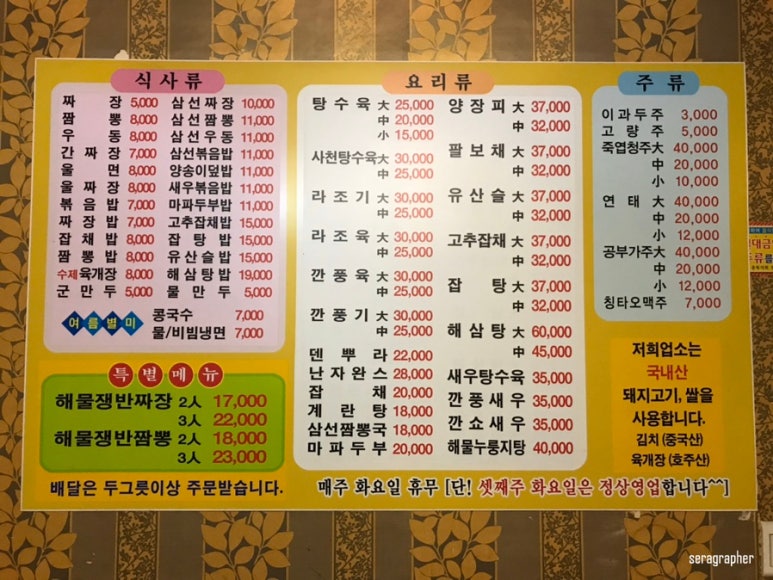 식사류
짜장 5,000 삼선짜장 10,000
짬뽕 8,000 삼선짬뽕 11,000
우동 8,000 삼선우동 11,000
간짜장 7,000 삼선볶음밥 11,000
울면 8,000 양송이덮밥 11,000
울짜장 8,000 새우볶음밥 11,000
볶음밥 7,000 마파두부밥 11,000
짜장밥 7,000 고추잡채밥 15,000
잡채밥 8,000 잡탕밥 15,000
짬뽕밥 8,000 유산슬밥 15,000
수제육개장 8,000 해삼탕밥 19,000
군만두 5,000 물만두 5,000
여름별미
콩국수 7,000
물/비빔냉면 7,000
특별메뉴
해물쟁반짜장 2人 17,000
3人 22,000
해물쟁반짬뽕 2人 18,000
3人 23,000
배달은 두그릇이상 주문받습니다.
요리류
탕수육 大 25,000
中 20,000
小 15,000
사천탕수육 大 30,000
中 25,000
라조기 大 30,000
中 25,000
라조육 大 30,000
中 25,000
깐풍육 大 30,000
中 25,000
깐풍기 大 30,000
中 25,000
덴뿌라 22,000
난자완스 28,000
잡채 20,000
계란탕 18,000
삼선짬뽕국 18,000
마파두부 20,000
양장피 大 37,000
中 32,000
팔보채 大 37,000
中 32,000
유산슬 大 37,000
中 32,000
고추잡채 大 37,000
中 32,000
잡탕 大 37,000
中 32,000
해삼탕 大 60,000
中 45,000
새우탕수육 35,000
깐풍새우 35,000
깐쇼새우 35,000
해물누룽지탕 40,000
매주 화요일 휴무 [단! 셋째주 화요일은 정상영업합니다^^]
주류
이과두주 3,000
고량주 5,000
죽엽청주 大 40,000
中 20,000
小 10,000
연태 大 40,000
中 20,000
小 12,000
공부가주 大 40,000
中 20,000
小 12,000
칭타오맥주 7,000
저희업소는
국내산
돼지고기, 쌀을
사용합니다.
김치 (중국산)
육개장 (호주산)
seragrapher